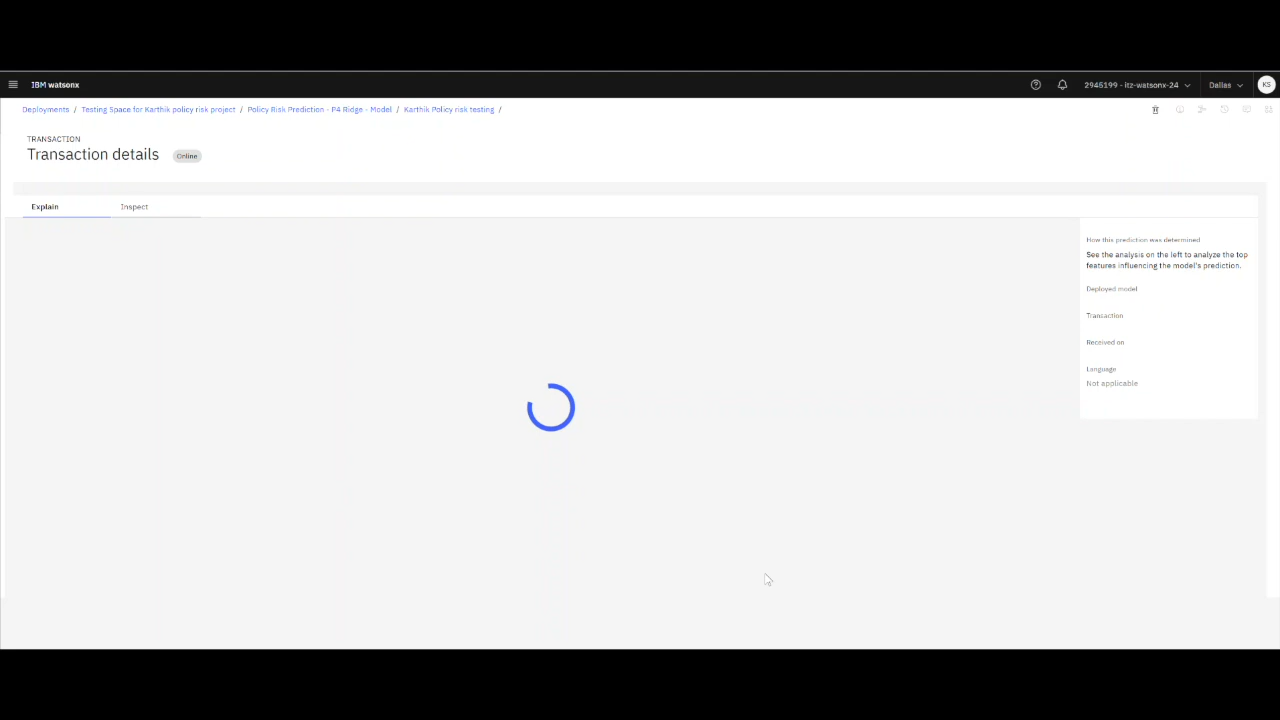 IBM watsonx
2945199 - itz-watsonx-24
Dallas
KS
Deployments / Testing Space for Karthik policy risk project / Policy Risk Prediction - P4 Ridge - Model / Karthik Policy risk testing /
TRANSACTION
Transaction details
Online
Explain
Inspect
How this prediction was determined
See the analysis on the left to analyze the top
features influencing the model's prediction.
Deployed model
Transaction
Received on
Language
Not applicable